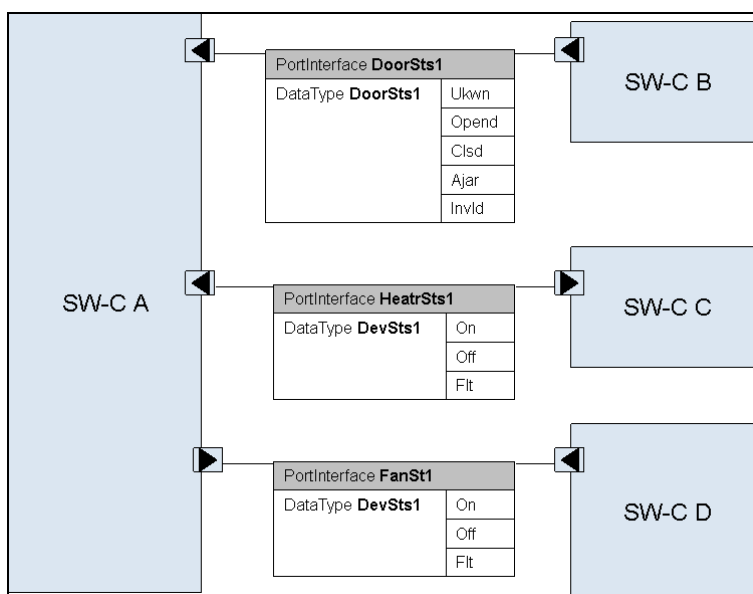 PortInterface DoorSts1
DataType DoorSts1
Ukwn
Opend
Clsd
Ajar
Invld
SW-C B
SW-C A
PortInterface HeatrSts1
DataType DevSts1
On
Off
Flt
SW-C C
PortInterface FanSt1
DataType DevSts1
On
Off
Flt
SW-C D